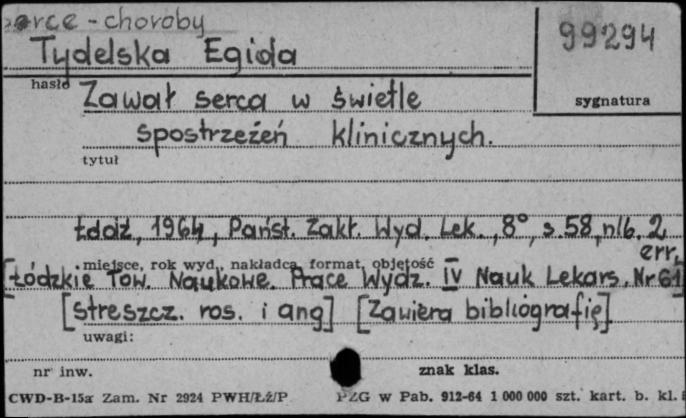 serce - choroby
99294
Tydelska Egida
hasło
sygnatura
Zawał serca w świetle
spostrzeżeń klinicznych.
tytuł
Łódź, 1964, Państ. Zakł. Wyd. Lek., 8°, s. 58, nlb. 2
err.
miejsce, rok wyd., nakładca, format, objętość
[Łódzkie Tow. Naukowe. Prace Wydz. IV Nauk Lekars. Nr 61]
[streszcz. ros. i ang] [Zawiera bibliografię]
uwagi:
nr inw.
znak klas.
CWD-B-15a Zam. Nr 2924 PWH/Łż/P
PZG w Pab. 912-64 1 000 000 szt. kart. b. kl.